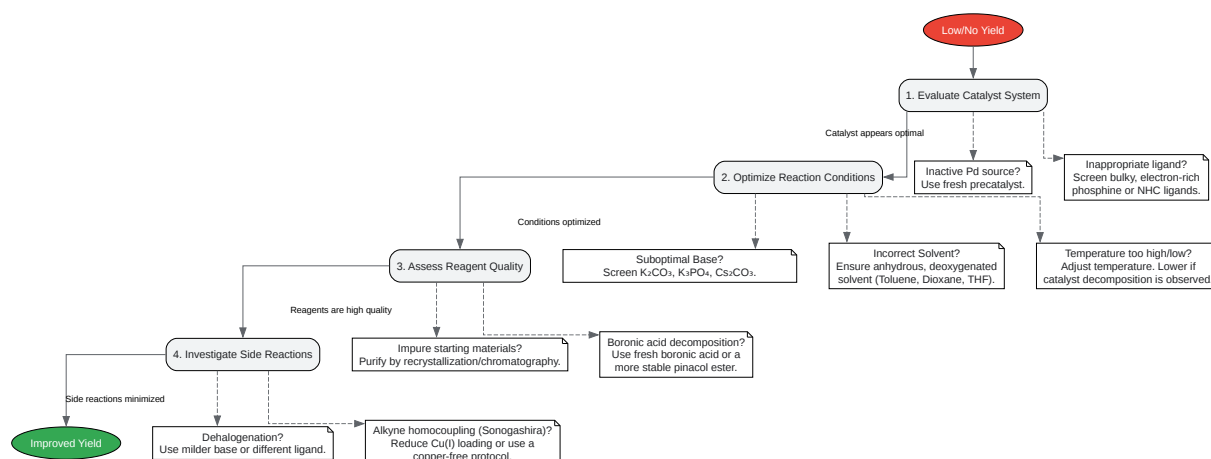 Low/No Yield
1. Evaluate Catalyst System
Catalyst appears optimal
Inactive Pd source?
Use fresh precatalyst.
Inappropriate ligand?
Screen bulky, electron-rich
phosphine or NHC ligands.
2. Optimize Reaction Conditions
Conditions optimized
Suboptimal Base?
Screen K₂CO₃, K₃PO₄, Cs₂CO₃.
Incorrect Solvent?
Ensure anhydrous, deoxygenated
solvent (Toluene, Dioxane, THF).
Temperature too high/low?
Adjust temperature. Lower if
catalyst decomposition is observed
3. Assess Reagent Quality
Reagents are high quality
Impure starting materials?
Purify by recrystallization/chromatography.
Boronic acid decomposition?
Use fresh boronic acid or a
more stable pinacol ester.
4. Investigate Side Reactions
Side reactions minimized
Dehalogenation?
Use milder base or different ligand.
Alkyne homocoupling (Sonogashira)?
Reduce Cu(I) loading or use a
copper-free protocol.
Improved Yield